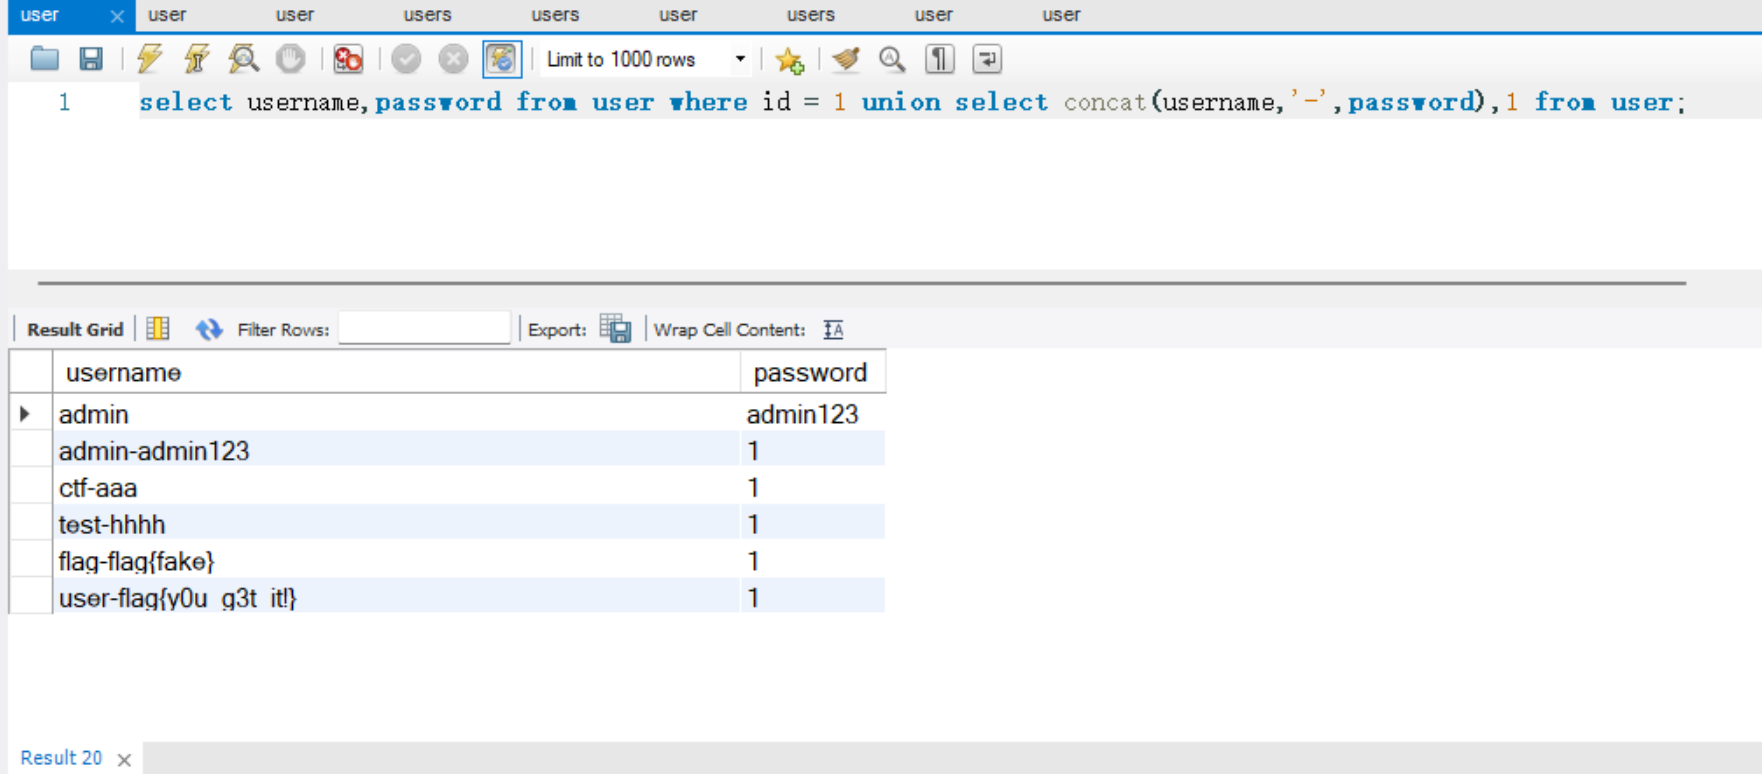 user user user users users user users user user
Limit to 1000 rows
1 select username,password from user where id = 1 union select concat(username,'-',password),1 from user;
Result Grid Filter Rows: Export: Wrap Cell Content:
username password
admin admin123
admin-admin123 1
ctf-aaa 1
test-hhhh 1
flag-flag{fake} 1
user-flag{y0u_g3t_it!} 1
Result 20